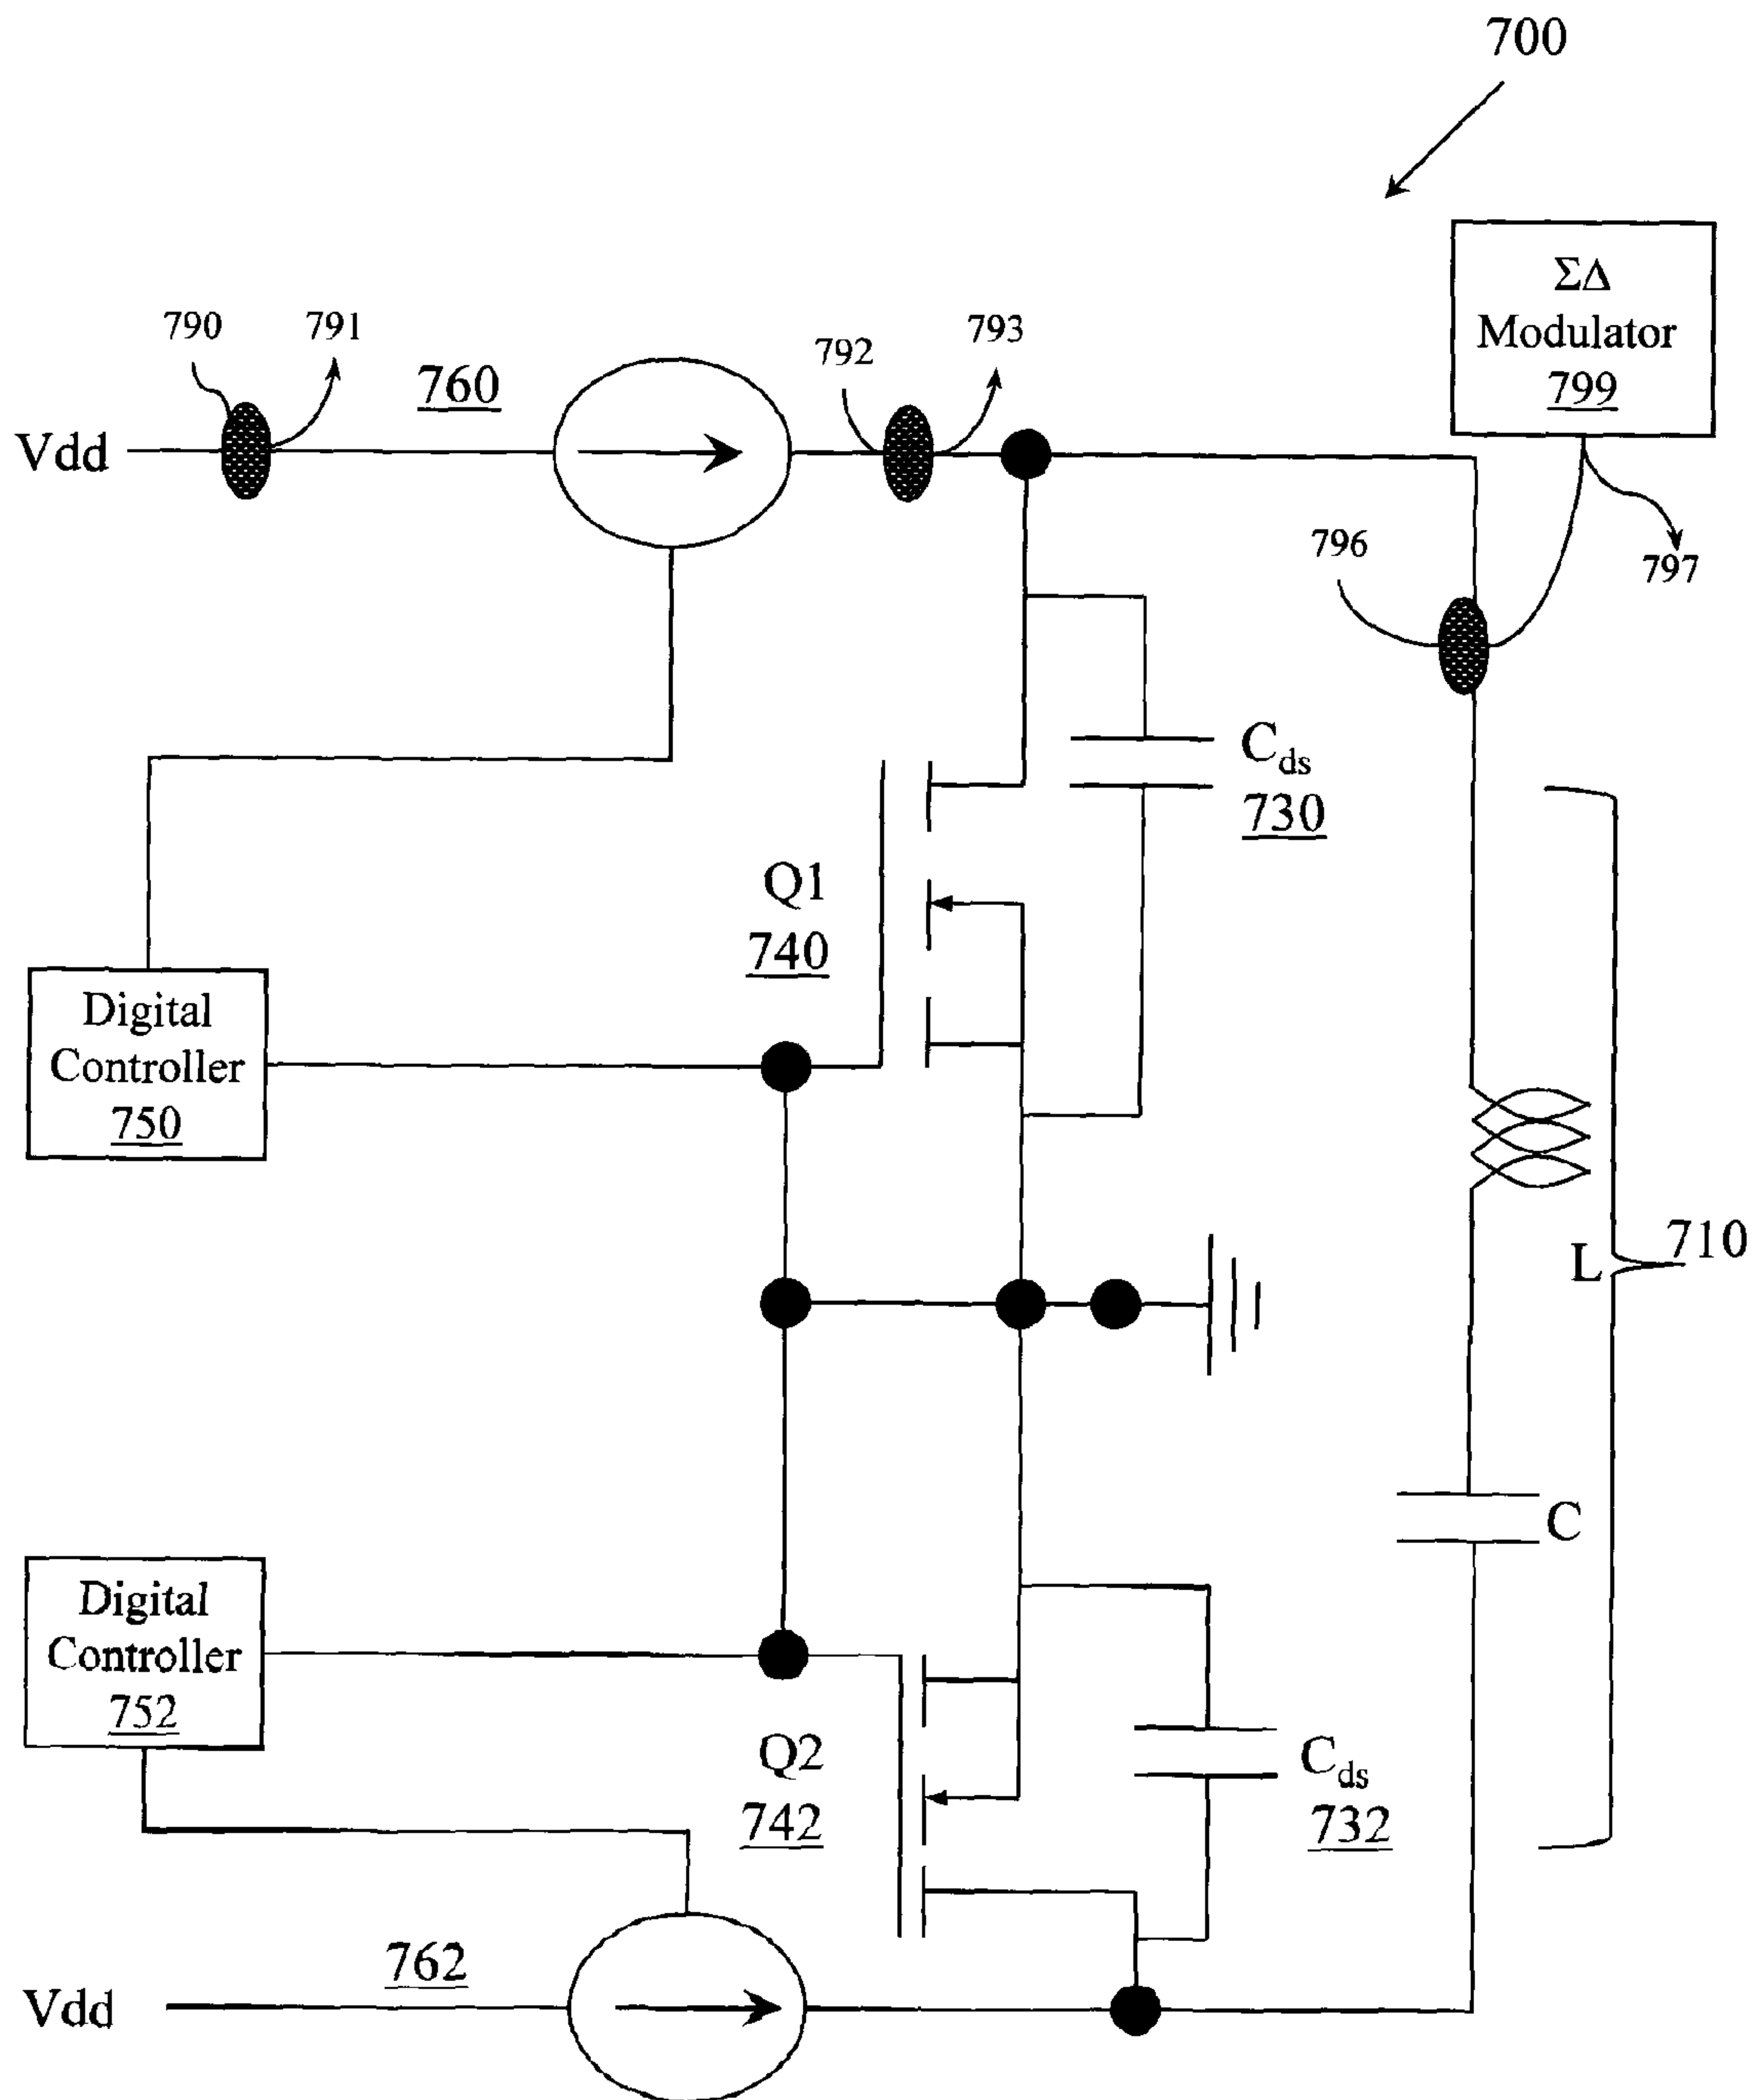 700
ΣΔ
Modulator
799
790
791
760
792
793
Vdd
796
797
Cds
730
Q1
740
Digital
Controller
750
L
710
C
Digital
Controller
752
Q2
742
Cds
732
762
Vdd